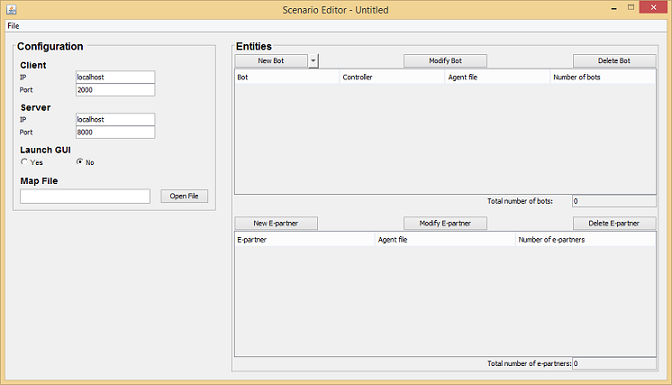 Scenario Editor - Untitled
File
Configuration
Client
IP localhost
Port 2000
Server
IP localhost
Port 8000
Launch GUI
Yes No
Map File
Open File
Entities
New Bot Modify Bot Delete Bot
Bot Controller Agent file Number of bots
Total number of bots: 0
New E-partner Modify E-partner Delete E-partner
E-partner Agent file Number of e-partners
Total number of e-partners: 0